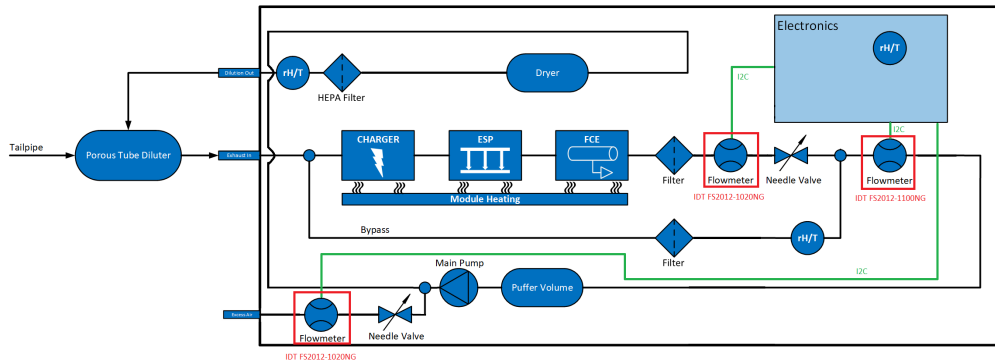 Electronics
rH/T
I2C
I2C
Dilution Out
rH/T
HEPA Filter
Dryer
Tailpipe
Porous Tube Diluter
Exhaust In
CHARGER
ESP
FCE
Module Heating
Filter
Flowmeter
IDT FS2012-1020NG
Needle Valve
Flowmeter
IDT FS2012-1100NG
Bypass
Filter
rH/T
I2C
Main Pump
Puffer Volume
Excess Air
Flowmeter
IDT FS2012-1020NG
Needle Valve